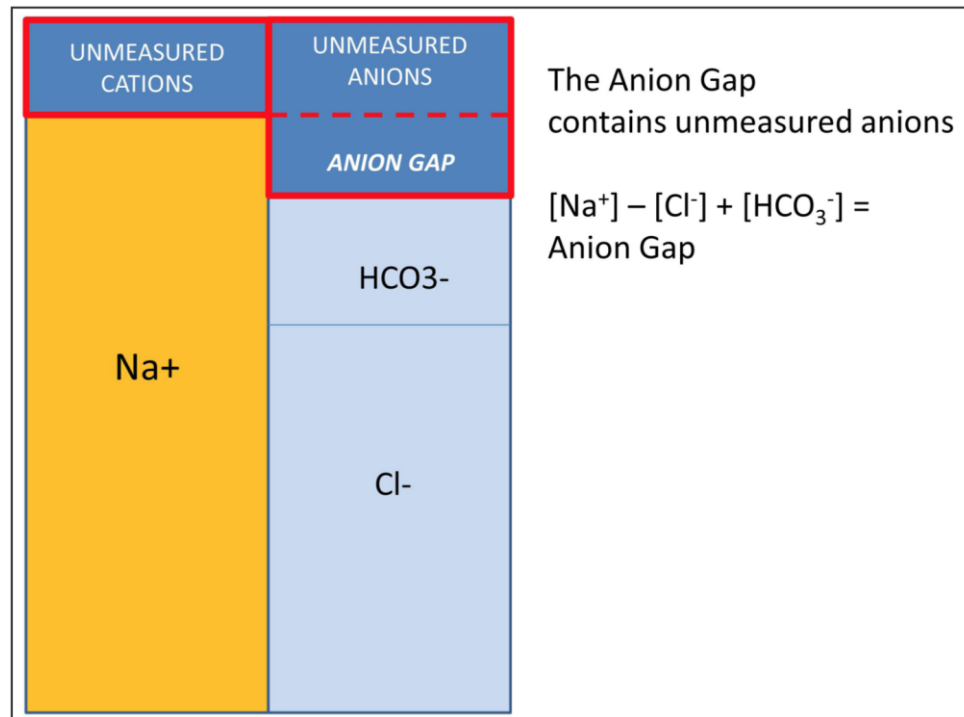 UNMEASURED
CATIONS
UNMEASURED
ANIONS
ANION GAP
HCO3-
Na+
Cl-
The Anion Gap
contains unmeasured anions
[Na⁺] – [Cl⁻] + [HCO₃⁻] =
Anion Gap